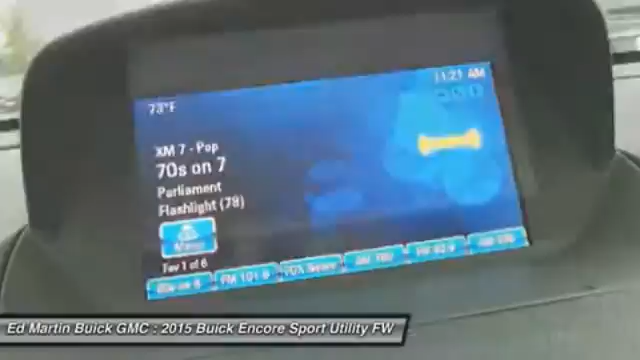 11:21 AM
73°F
XM 7 - Pop
70s on 7
Parliament
Flashlight (78)
Menu
Fav 1 of 6
FM 101.9
Ed Martin Buick GMC : 2015 Buick Encore Sport Utility FW